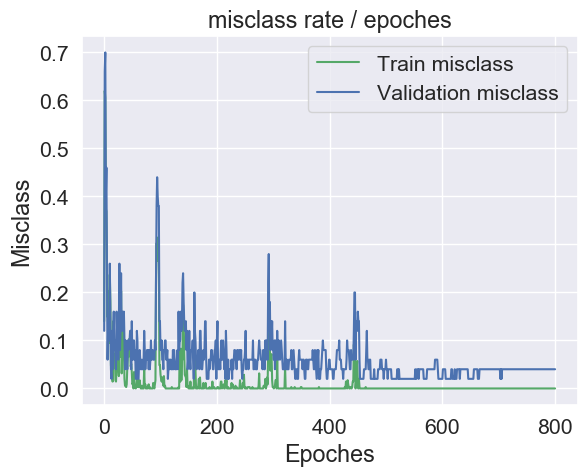 misclass rate / epoches
Train misclass
Validation misclass
0.7
0.6
0.5
0.4
0.3
0.2
0.1
0.0
Misclass
0 200 400 600 800
Epoches